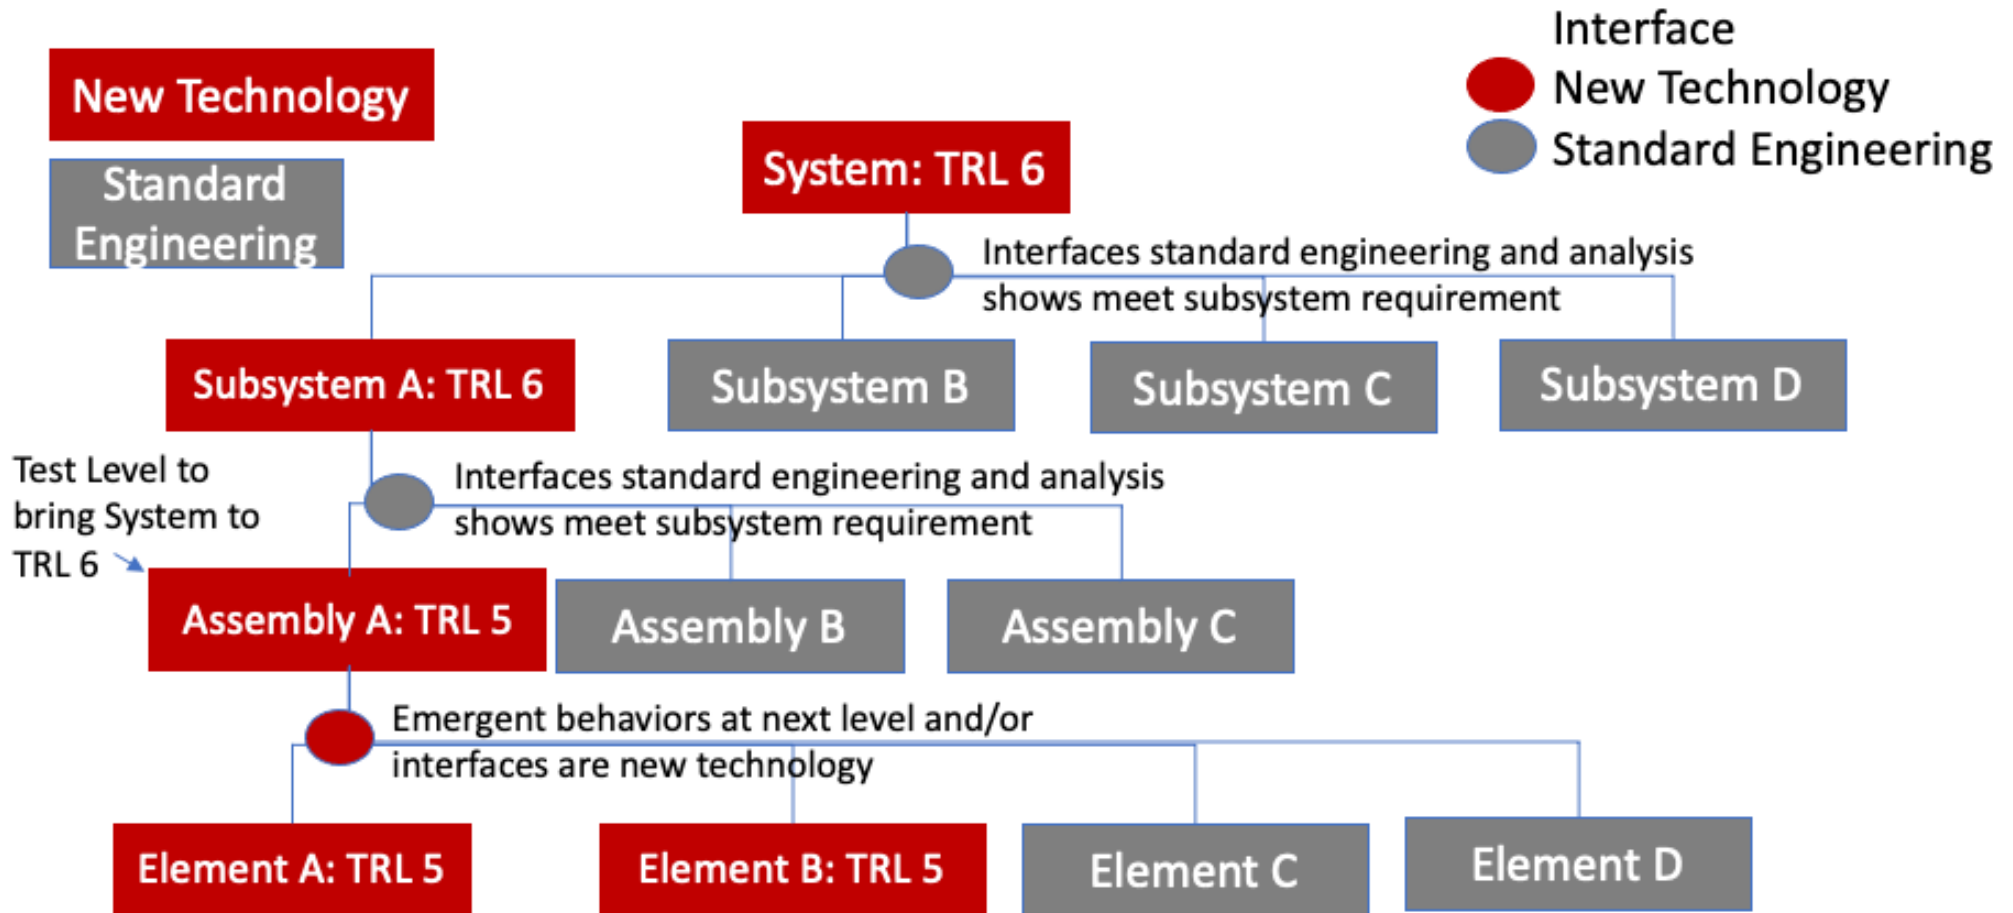 New Technology
Standard
Engineering
Interface
New Technology
Standard Engineering
System: TRL 6
Interfaces standard engineering and analysis
shows meet subsystem requirement
Subsystem A: TRL 6
Subsystem B
Subsystem C
Subsystem D
Test Level to
bring System to
TRL 6
Interfaces standard engineering and analysis
shows meet subsystem requirement
Assembly A: TRL 5
Assembly B
Assembly C
Emergent behaviors at next level and/or
interfaces are new technology
Element A: TRL 5
Element B: TRL 5
Element C
Element D